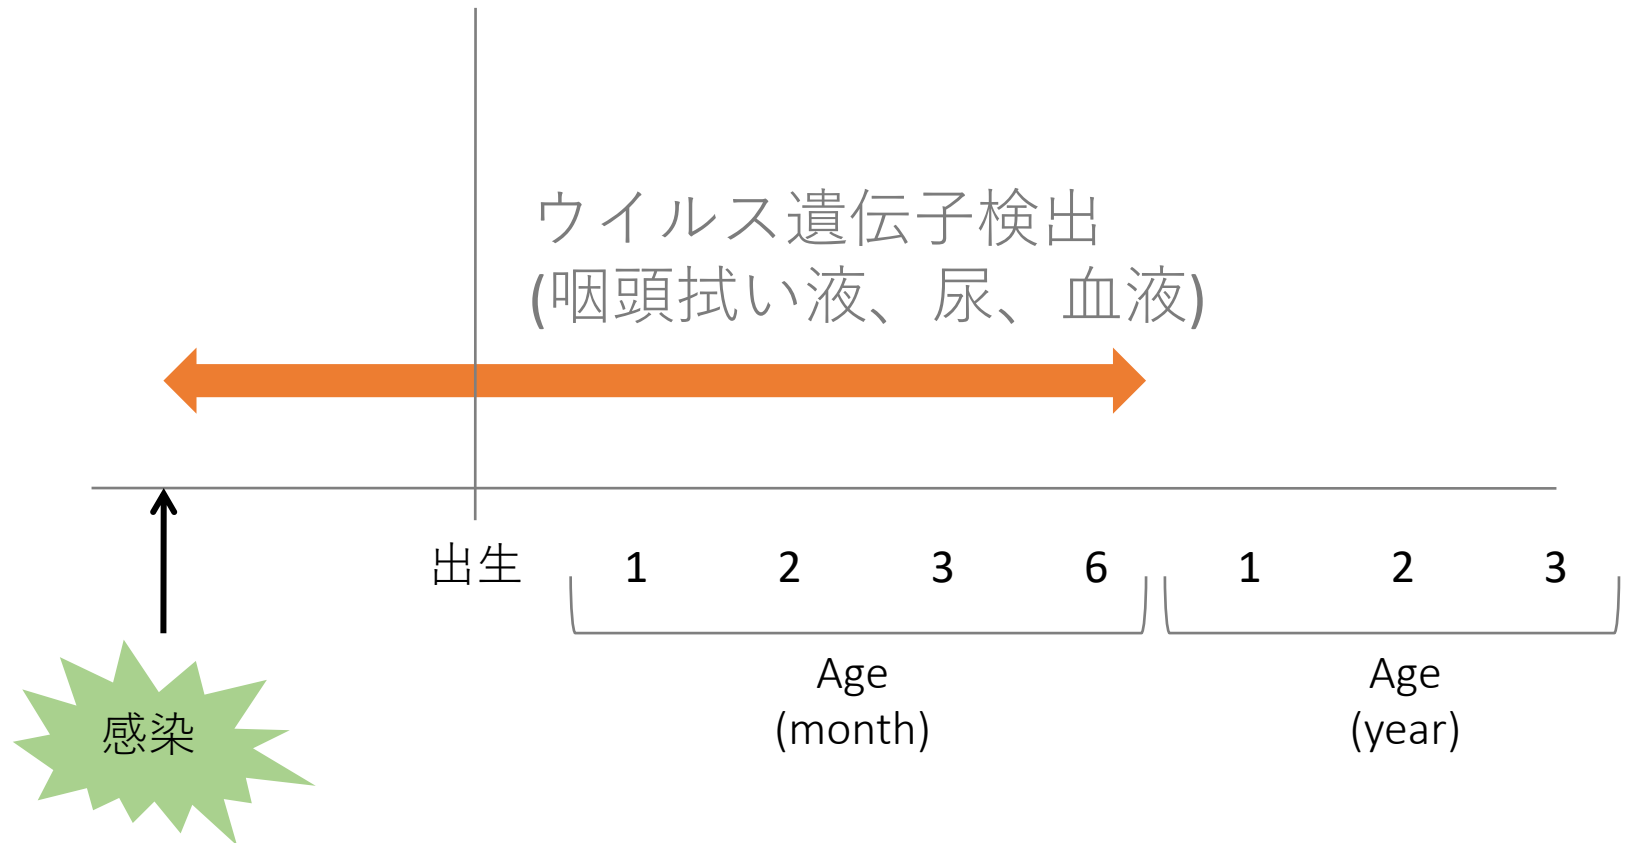 ウイルス遺伝子検出
(咽頭拭い液、尿、血液)
出生 1 2 3 6 1 2 3
Age
(month)
Age
(year)
感染